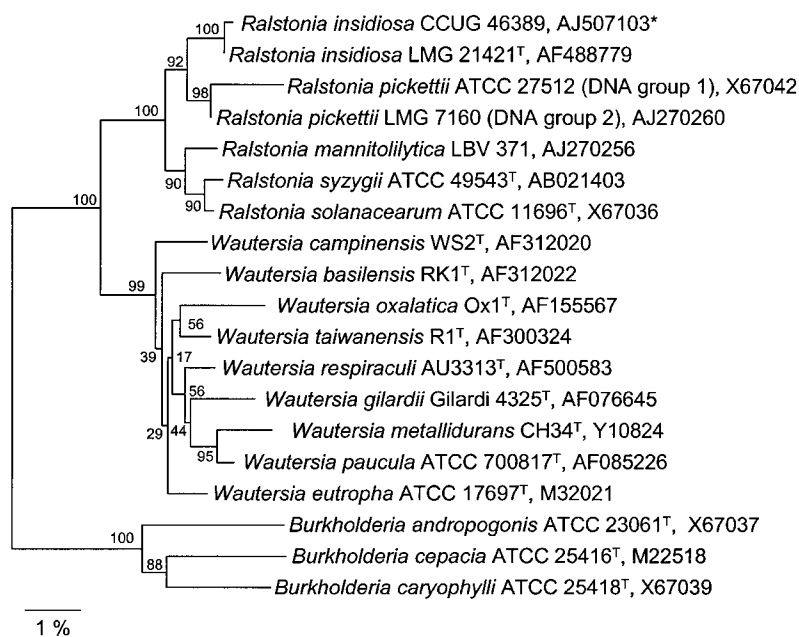 Ralstonia insidiosa CCUG 46389, AJ507103*
100
Ralstonia insidiosa LMG 21421ᵀ, AF488779
92
Ralstonia pickettii ATCC 27512 (DNA group 1), X67042
98
Ralstonia pickettii LMG 7160 (DNA group 2), AJ270260
100
Ralstonia mannitolilytica LBV 371, AJ270256
90
Ralstonia syzygii ATCC 49543ᵀ, AB021403
100
90
Ralstonia solanacearum ATCC 11696ᵀ, X67036
Wautersia campinensis WS2ᵀ, AF312020
99
Wautersia basilensis RK1ᵀ, AF312022
Wautersia oxalatica Ox1ᵀ, AF155567
56
Wautersia taiwanensis R1ᵀ, AF300324
39
17
Wautersia respiraculi AU3313ᵀ, AF500583
56
Wautersia gilardii Gilardi 4325ᵀ, AF076645
29
44
Wautersia metallidurans CH34ᵀ, Y10824
95
Wautersia paucula ATCC 700817ᵀ, AF085226
Wautersia eutropha ATCC 17697ᵀ, M32021
100
Burkholderia andropogonis ATCC 23061ᵀ, X67037
Burkholderia cepacia ATCC 25416ᵀ, M22518
88
Burkholderia caryophylli ATCC 25418ᵀ, X67039
1 %